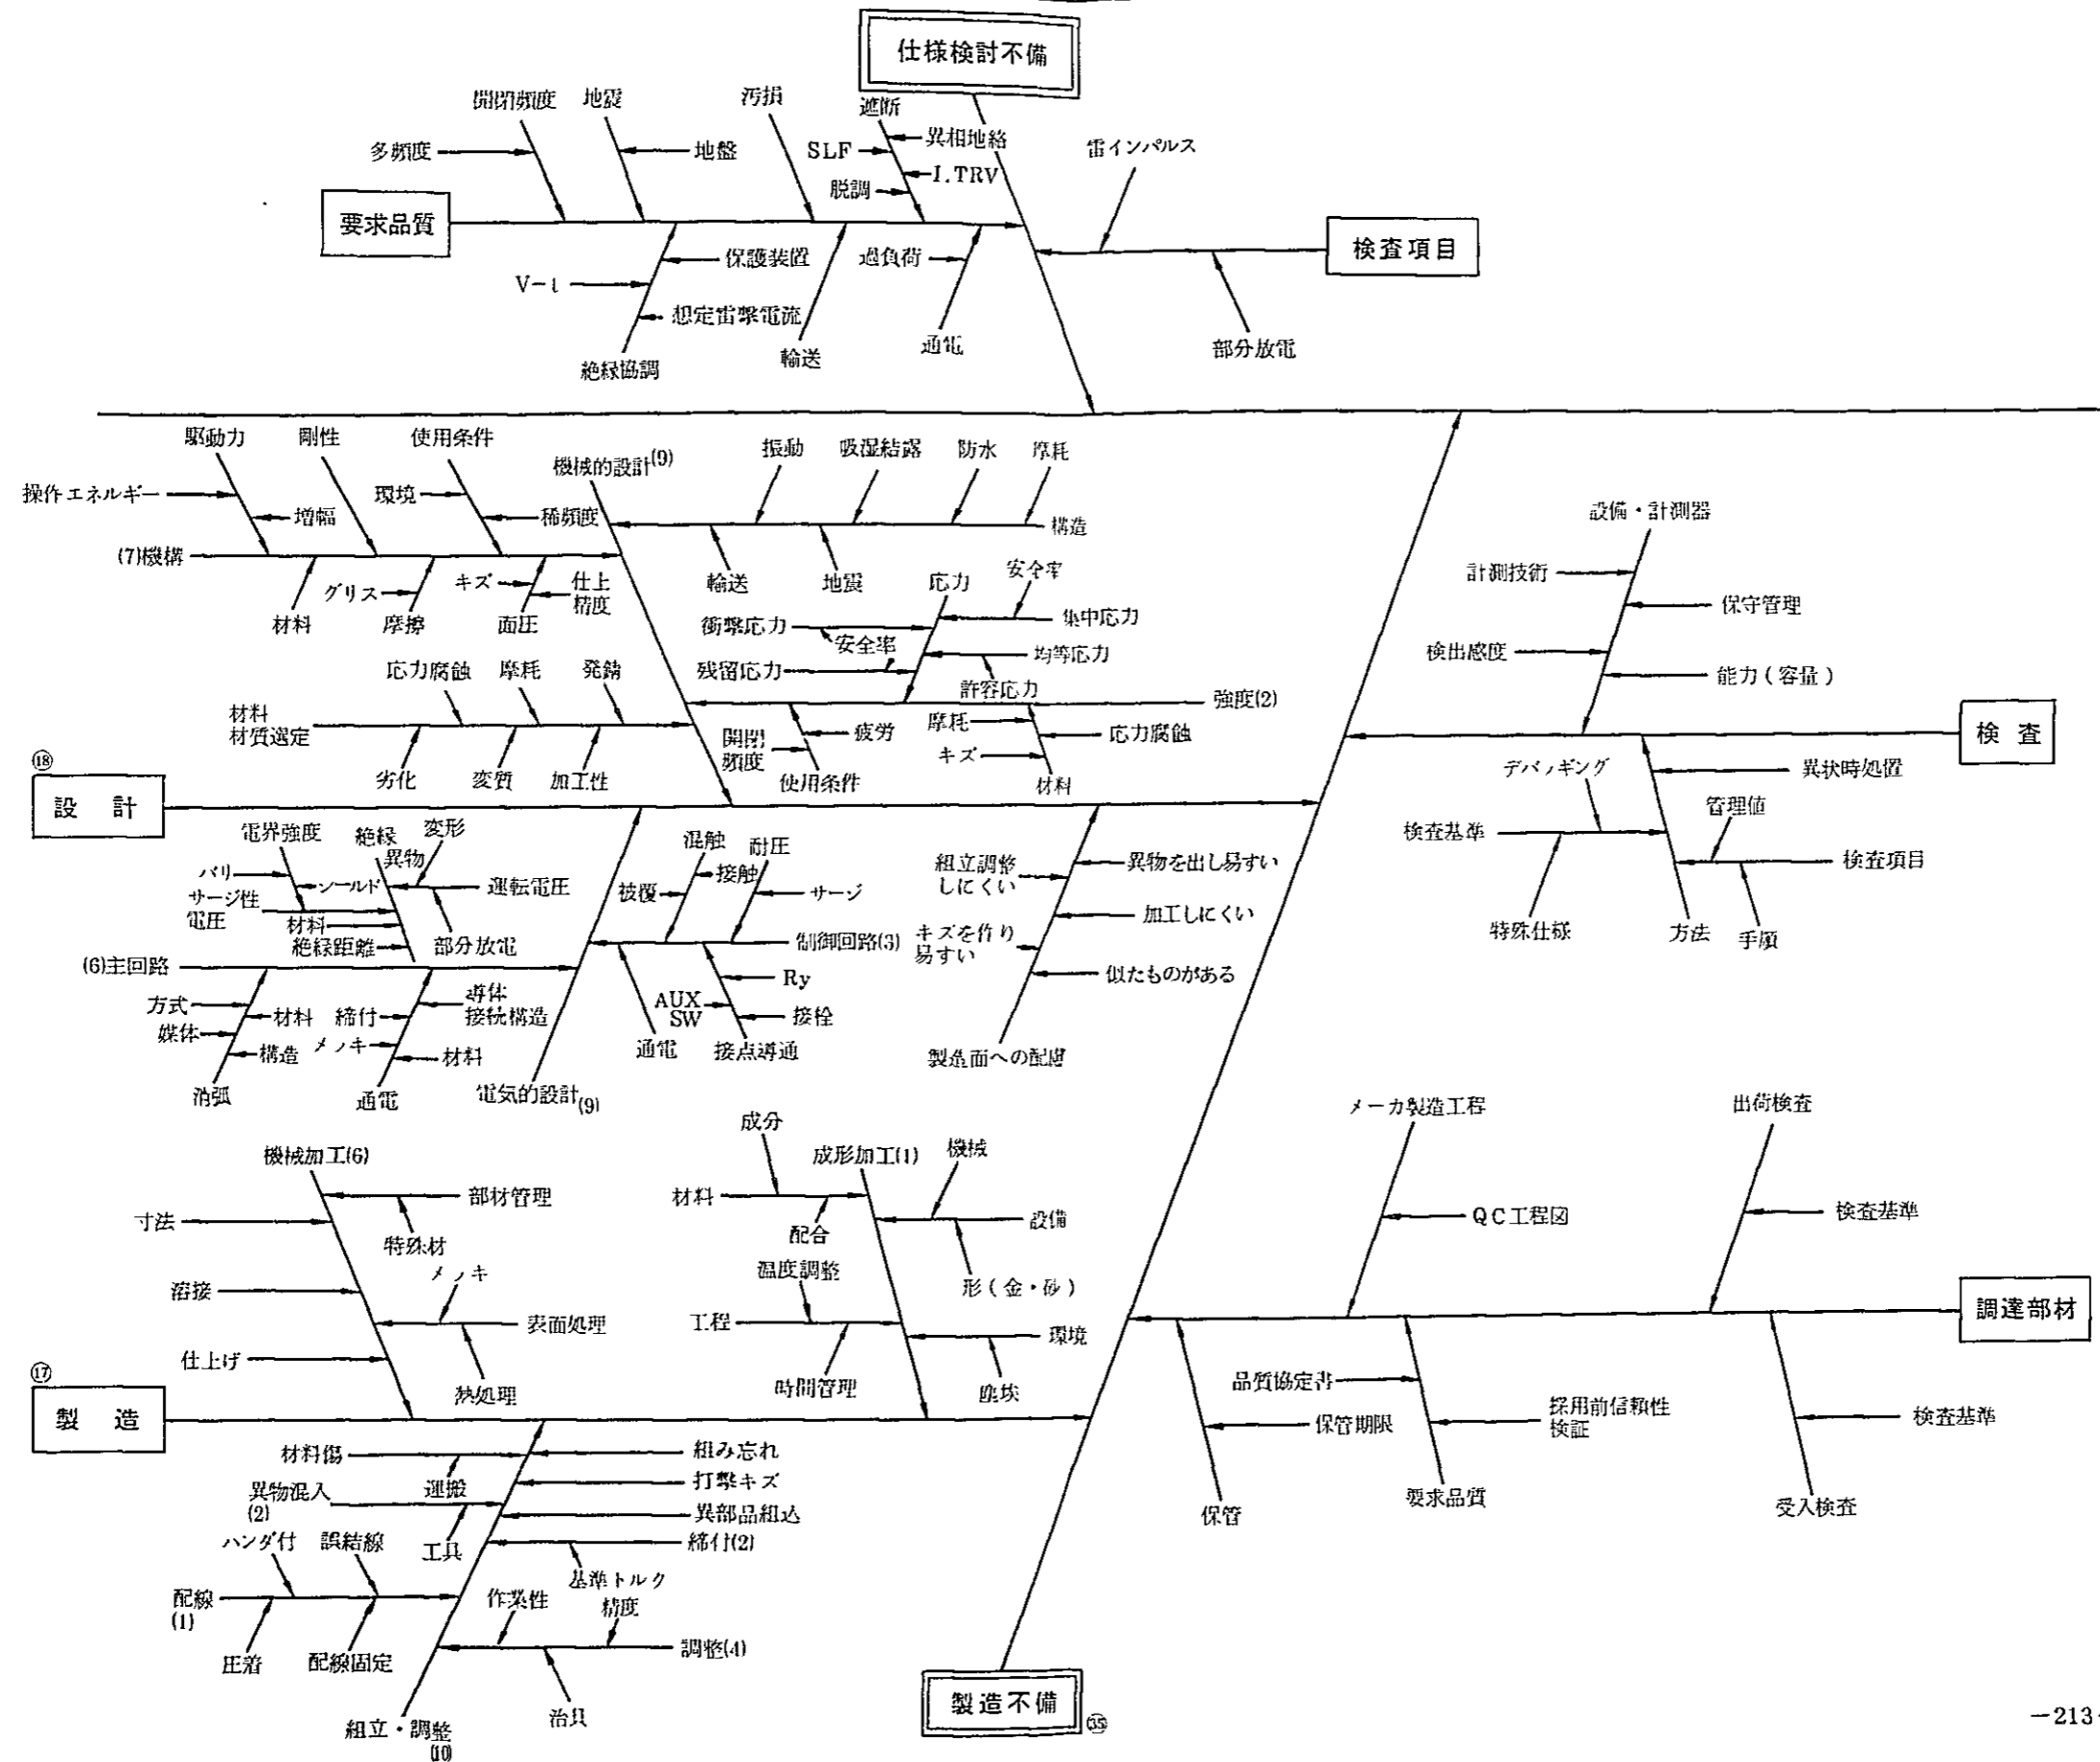 仕様検討不備
開閉頻度
地震
汚損
遮断
多頻度
地盤
SLF
異相地絡
I.TRV
脱調
雷インパルス
要求品質
検査項目
保護装置
過負荷
V-t
想定雷撃電流
絶縁協調
輸送
通電
部分放電
駆動力
剛性
使用条件
機械的設計(9)
振動
吸湿結露
防水
摩耗
操作エネルギー
増幅
環境
稀頻度
構造
(7)機構
グリス
キズ
仕上
精度
材料
摩擦
面圧
輸送
地震
応力
安全率
衝撃応力
安全率
集中応力
残留応力
均等応力
許容応力
強度(2)
応力腐蝕
摩耗
発錆
材料
材質選定
劣化
変質
加工性
開閉
頻度
疲労
使用条件
摩耗
キズ
応力腐蝕
材料
設備・計測器
計測技術
保守管理
検出感度
能力(容量)
検査
デバッギング
異状時処置
管理値
検査基準
検査項目
特殊仕様
方法
手順
⑱
設計
電界強度
絶縁
変形
異物
バリ
シールド
サージ性
電圧
運転電圧
材料
絶縁距離
部分放電
(6)主回路
方式
材料
媒体
構造
消弧
締付
導体
接続構造
メッキ
材料
通電
電気的設計(9)
混触
耐圧
接触
被覆
サージ
制御回路(3)
AUX
SW
Ry
接栓
通電
接点導通
組立調整
しにくい
異物を出し易すい
加工しにくい
キズを作り
易すい
似たものがある
製造面への配慮
機械加工(6)
部材管理
寸法
特殊材
メッキ
溶接
表面処理
仕上げ
熱処理
成分
成形加工(1)
機械
材料
配合
設備
温度調整
形(金・砂)
工程
環境
時間管理
塵埃
メーカ製造工程
出荷検査
QC工程図
検査基準
調達部材
品質協定書
保管期限
採用前信頼性
検証
検査基準
保管
要求品質
受入検査
⑰
製造
材料傷
運搬
組み忘れ
打撃キズ
異物混入
(2)
工具
異部品組込
締付(2)
基準トルク
ハンダ付
誤結線
配線
(1)
圧着
配線固定
作業性
精度
調整(4)
治具
組立・調整
(10)
製造不備
㉟
-213-